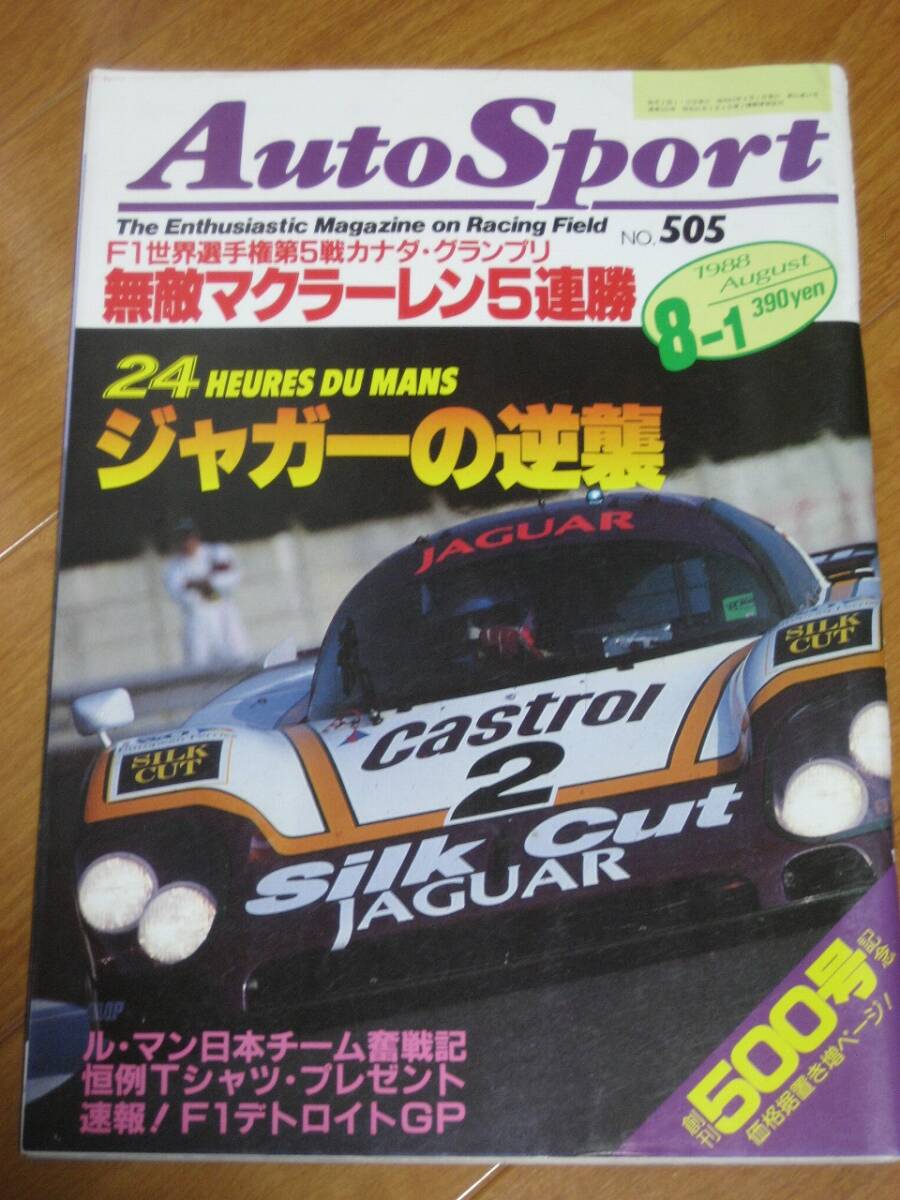 AutoSport
The Enthusiastic Magazine on Racing Field
NO. 505
F1世界選手権第5戦カナダ・グランプリ
無敵マクラーレン5連勝
1988
August
8-1
390yen
24 HEURES DU MANS
ジャガーの逆襲
JAGUAR
SILK CUT
SILK CUT
Castrol
2
Silk Cut
JAGUAR
ル・マン日本チーム奮戦記
恒例Tシャツ・プレゼント
速報！F1デトロイトGP
創刊500号記念
価格据置き増ページ！